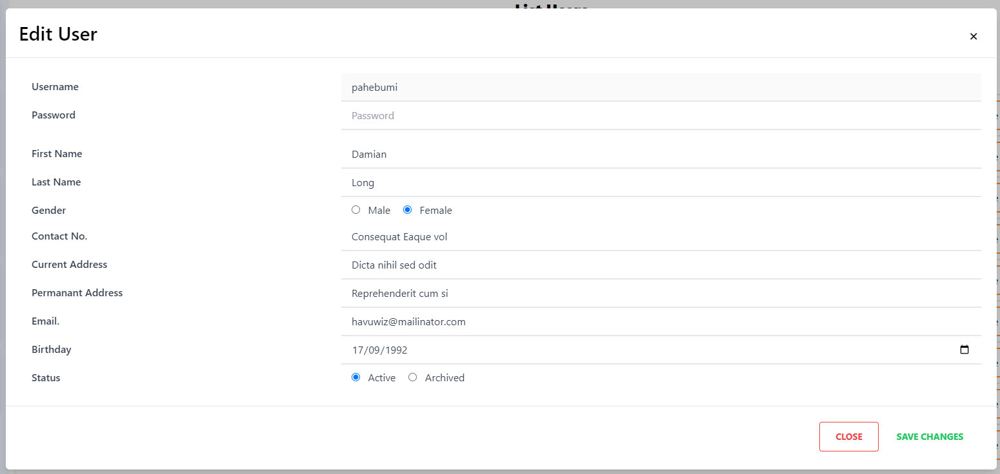 List Users
Edit User
×
Username pahebumi
Password Password
First Name Damian
Last Name Long
Gender Male Female
Contact No. Consequat Eaque vol
Current Address Dicta nihil sed odit
Permanant Address Reprehenderit cum si
Email. havuwiz@mailinator.com
Birthday 17/09/1992
Status Active Archived
CLOSE SAVE CHANGES